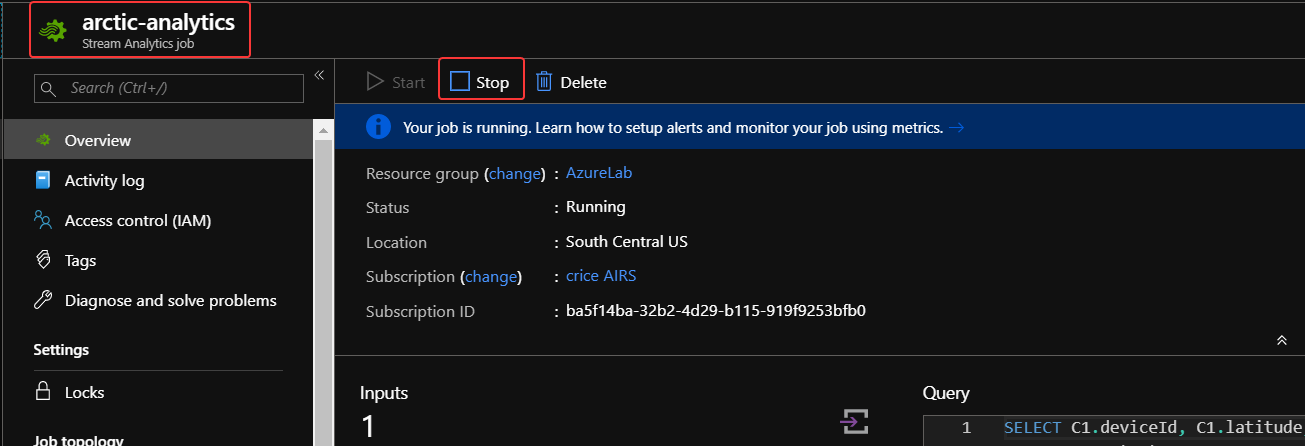 arctic-analytics
Stream Analytics job
Search (Ctrl+/)
«
Overview
Activity log
Access control (IAM)
Tags
Diagnose and solve problems
Settings
Locks
Job topology
Start Stop Delete
Your job is running. Learn how to setup alerts and monitor your job using metrics. →
Resource group (change) : AzureLab
Status : Running
Location : South Central US
Subscription (change) : crice AIRS
Subscription ID : ba5f14ba-32b2-4d29-b115-919f9253bfb0
Inputs
1
Query
1 SELECT C1.deviceId, C1.latitude